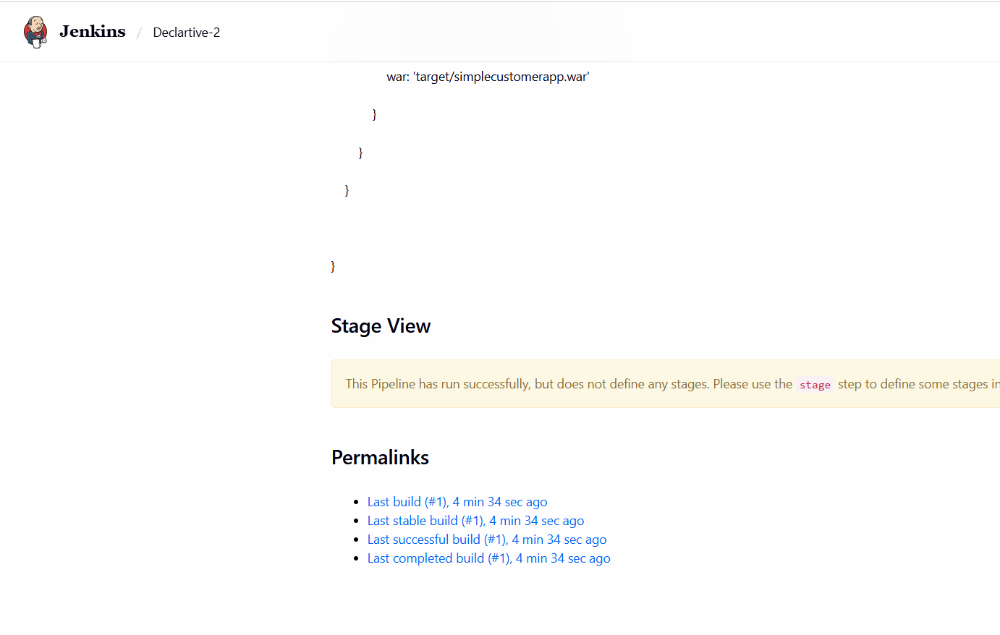 Jenkins / Declartive-2
war: 'target/simplecustomerapp.war'
}
}
}
}
Stage View
This Pipeline has run successfully, but does not define any stages. Please use the stage step to define some stages in
Permalinks
Last build (#1), 4 min 34 sec ago
Last stable build (#1), 4 min 34 sec ago
Last successful build (#1), 4 min 34 sec ago
Last completed build (#1), 4 min 34 sec ago